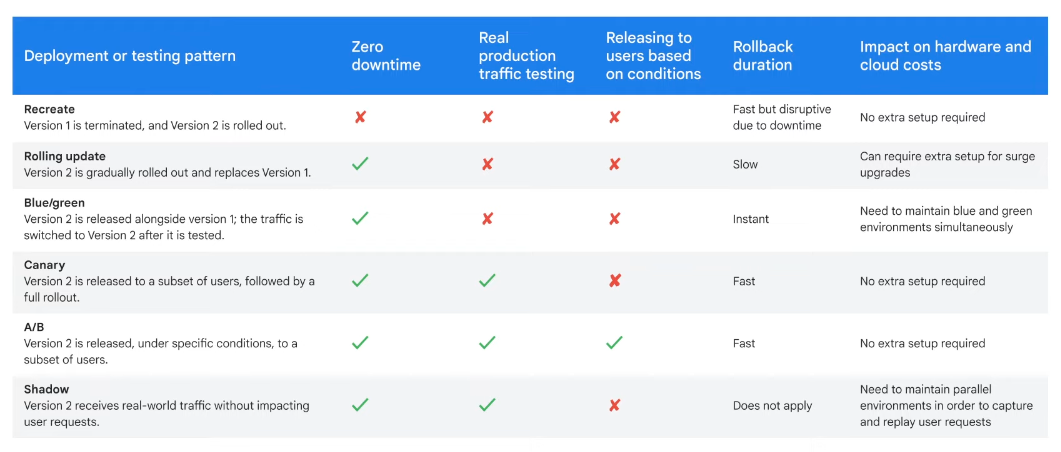 Deployment or testing pattern
Zero
downtime
Real
production
traffic testing
Releasing to
users based
on conditions
Rollback
duration
Impact on hardware and
cloud costs
Recreate
Version 1 is terminated, and Version 2 is rolled out.
✘
✘
✘
Fast but disruptive
due to downtime
No extra setup required
Rolling update
Version 2 is gradually rolled out and replaces Version 1.
✓
✘
✘
Slow
Can require extra setup for surge
upgrades
Blue/green
Version 2 is released alongside version 1; the traffic is
switched to Version 2 after it is tested.
✓
✘
✘
Instant
Need to maintain blue and green
environments simultaneously
Canary
Version 2 is released to a subset of users, followed by a
full rollout.
✓
✓
✘
Fast
No extra setup required
A/B
Version 2 is released, under specific conditions, to a
subset of users.
✓
✓
✓
Fast
No extra setup required
Shadow
Version 2 receives real-world traffic without impacting
user requests.
✓
✓
✘
Does not apply
Need to maintain parallel
environments in order to capture
and replay user requests